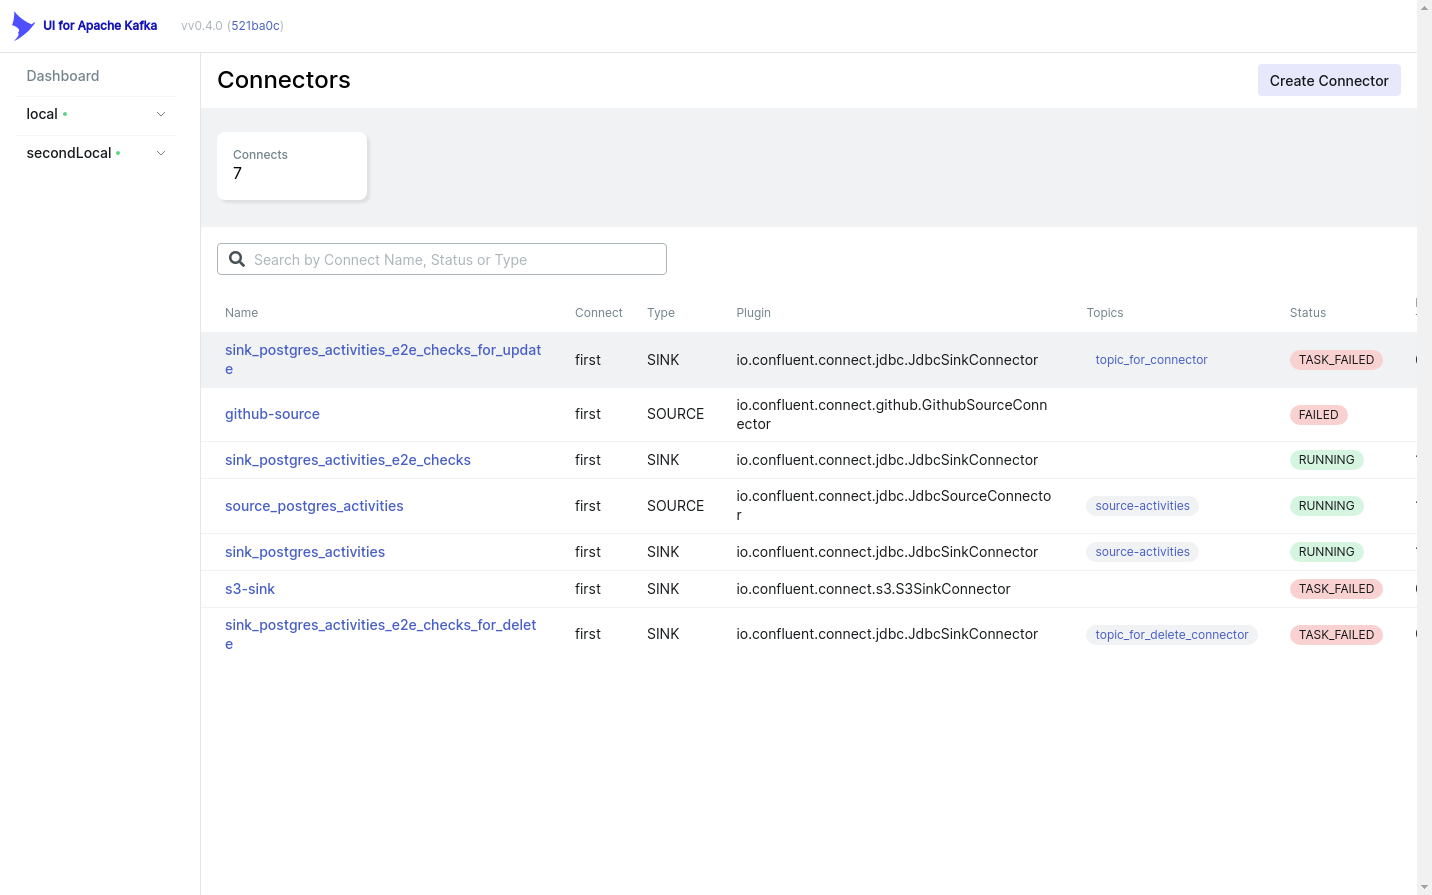 UI for Apache Kafka vv0.4.0 (521ba0c)
Dashboard
local
secondLocal
Connectors
Create Connector
Connects
7
Search by Connect Name, Status or Type
Name Connect Type Plugin Topics Status
sink_postgres_activities_e2e_checks_for_updat
e
first SINK io.confluent.connect.jdbc.JdbcSinkConnector topic_for_connector TASK_FAILED
github-source first SOURCE io.confluent.connect.github.GithubSourceConn
ector
FAILED
sink_postgres_activities_e2e_checks first SINK io.confluent.connect.jdbc.JdbcSinkConnector RUNNING
source_postgres_activities first SOURCE io.confluent.connect.jdbc.JdbcSourceConnecto
r
source-activities RUNNING
sink_postgres_activities first SINK io.confluent.connect.jdbc.JdbcSinkConnector source-activities RUNNING
s3-sink first SINK io.confluent.connect.s3.S3SinkConnector TASK_FAILED
sink_postgres_activities_e2e_checks_for_delet
e
first SINK io.confluent.connect.jdbc.JdbcSinkConnector topic_for_delete_connector TASK_FAILED